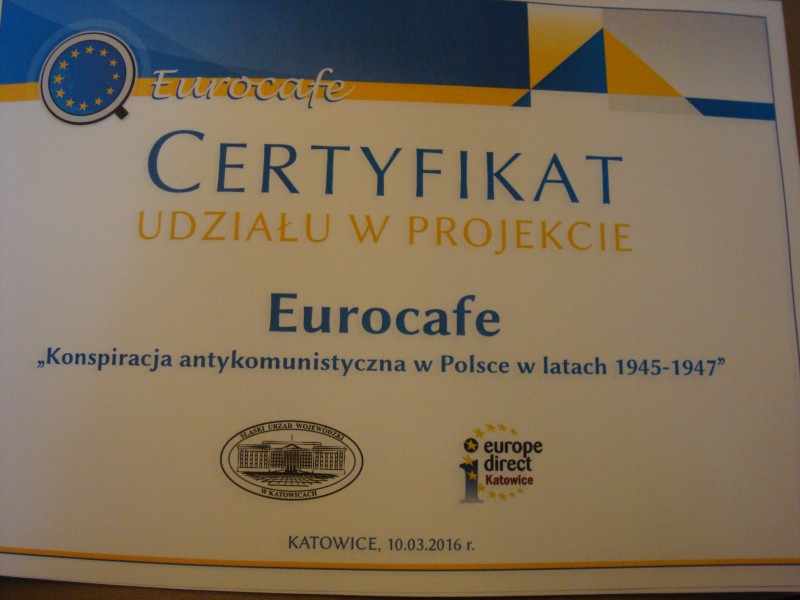 Eurocafe
CERTYFIKAT
UDZIAŁU W PROJEKCIE
Eurocafe
„Konspiracja antykomunistyczna w Polsce w latach 1945-1947”
ŚLĄSKI URZĄD WOJEWÓDZKI
W KATOWICACH
europe
direct
Katowice
KATOWICE, 10.03.2016 r.